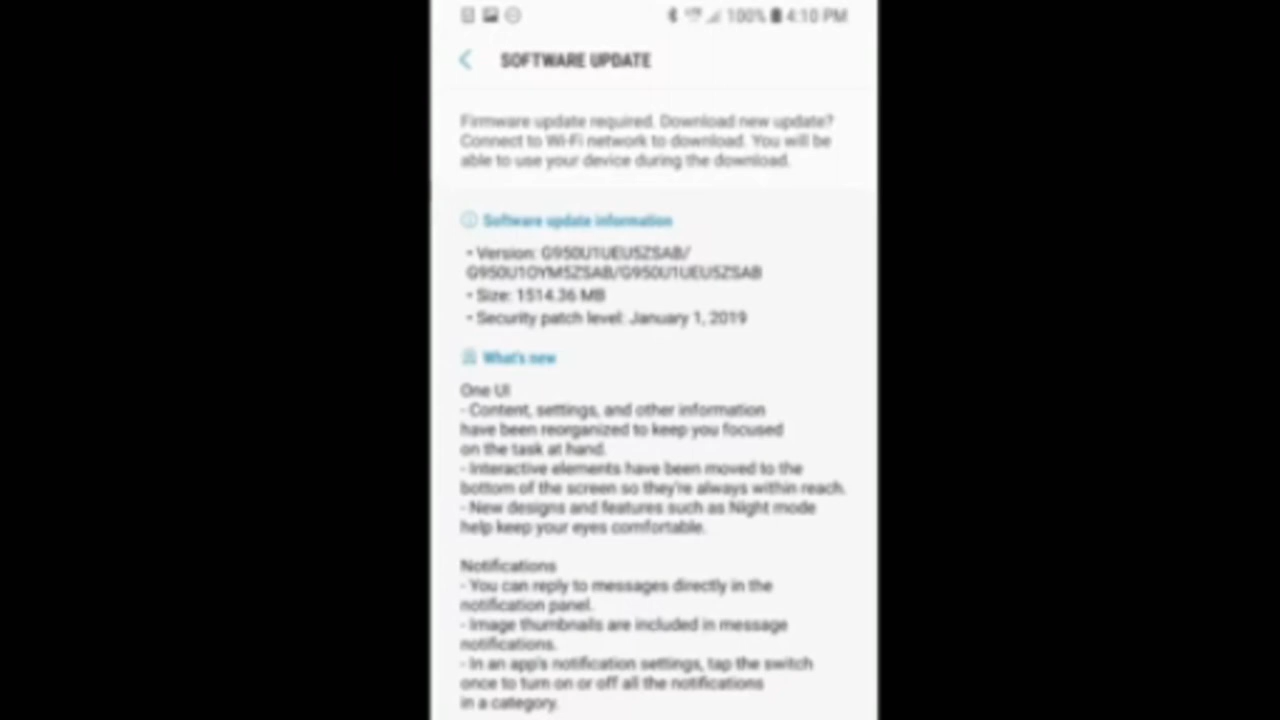 100% 4:10 PM
SOFTWARE UPDATE
Firmware update required. Download new update?
Connect to Wi-Fi network to download. You will be
able to use your device during the download.
Software update information
• Version: G950U1UEU5ZSAB/
G950U1OYM5ZSAB/G950U1UEU5ZSAB
• Size: 1514.36 MB
• Security patch level: January 1, 2019
What's new
One UI
- Content, settings, and other information
have been reorganized to keep you focused
on the task at hand.
- Interactive elements have been moved to the
bottom of the screen so they're always within reach.
- New designs and features such as Night mode
help keep your eyes comfortable.
Notifications
- You can reply to messages directly in the
notification panel.
- Image thumbnails are included in message
notifications.
- In an app's notification settings, tap the switch
once to turn on or off all the notifications
in a category.